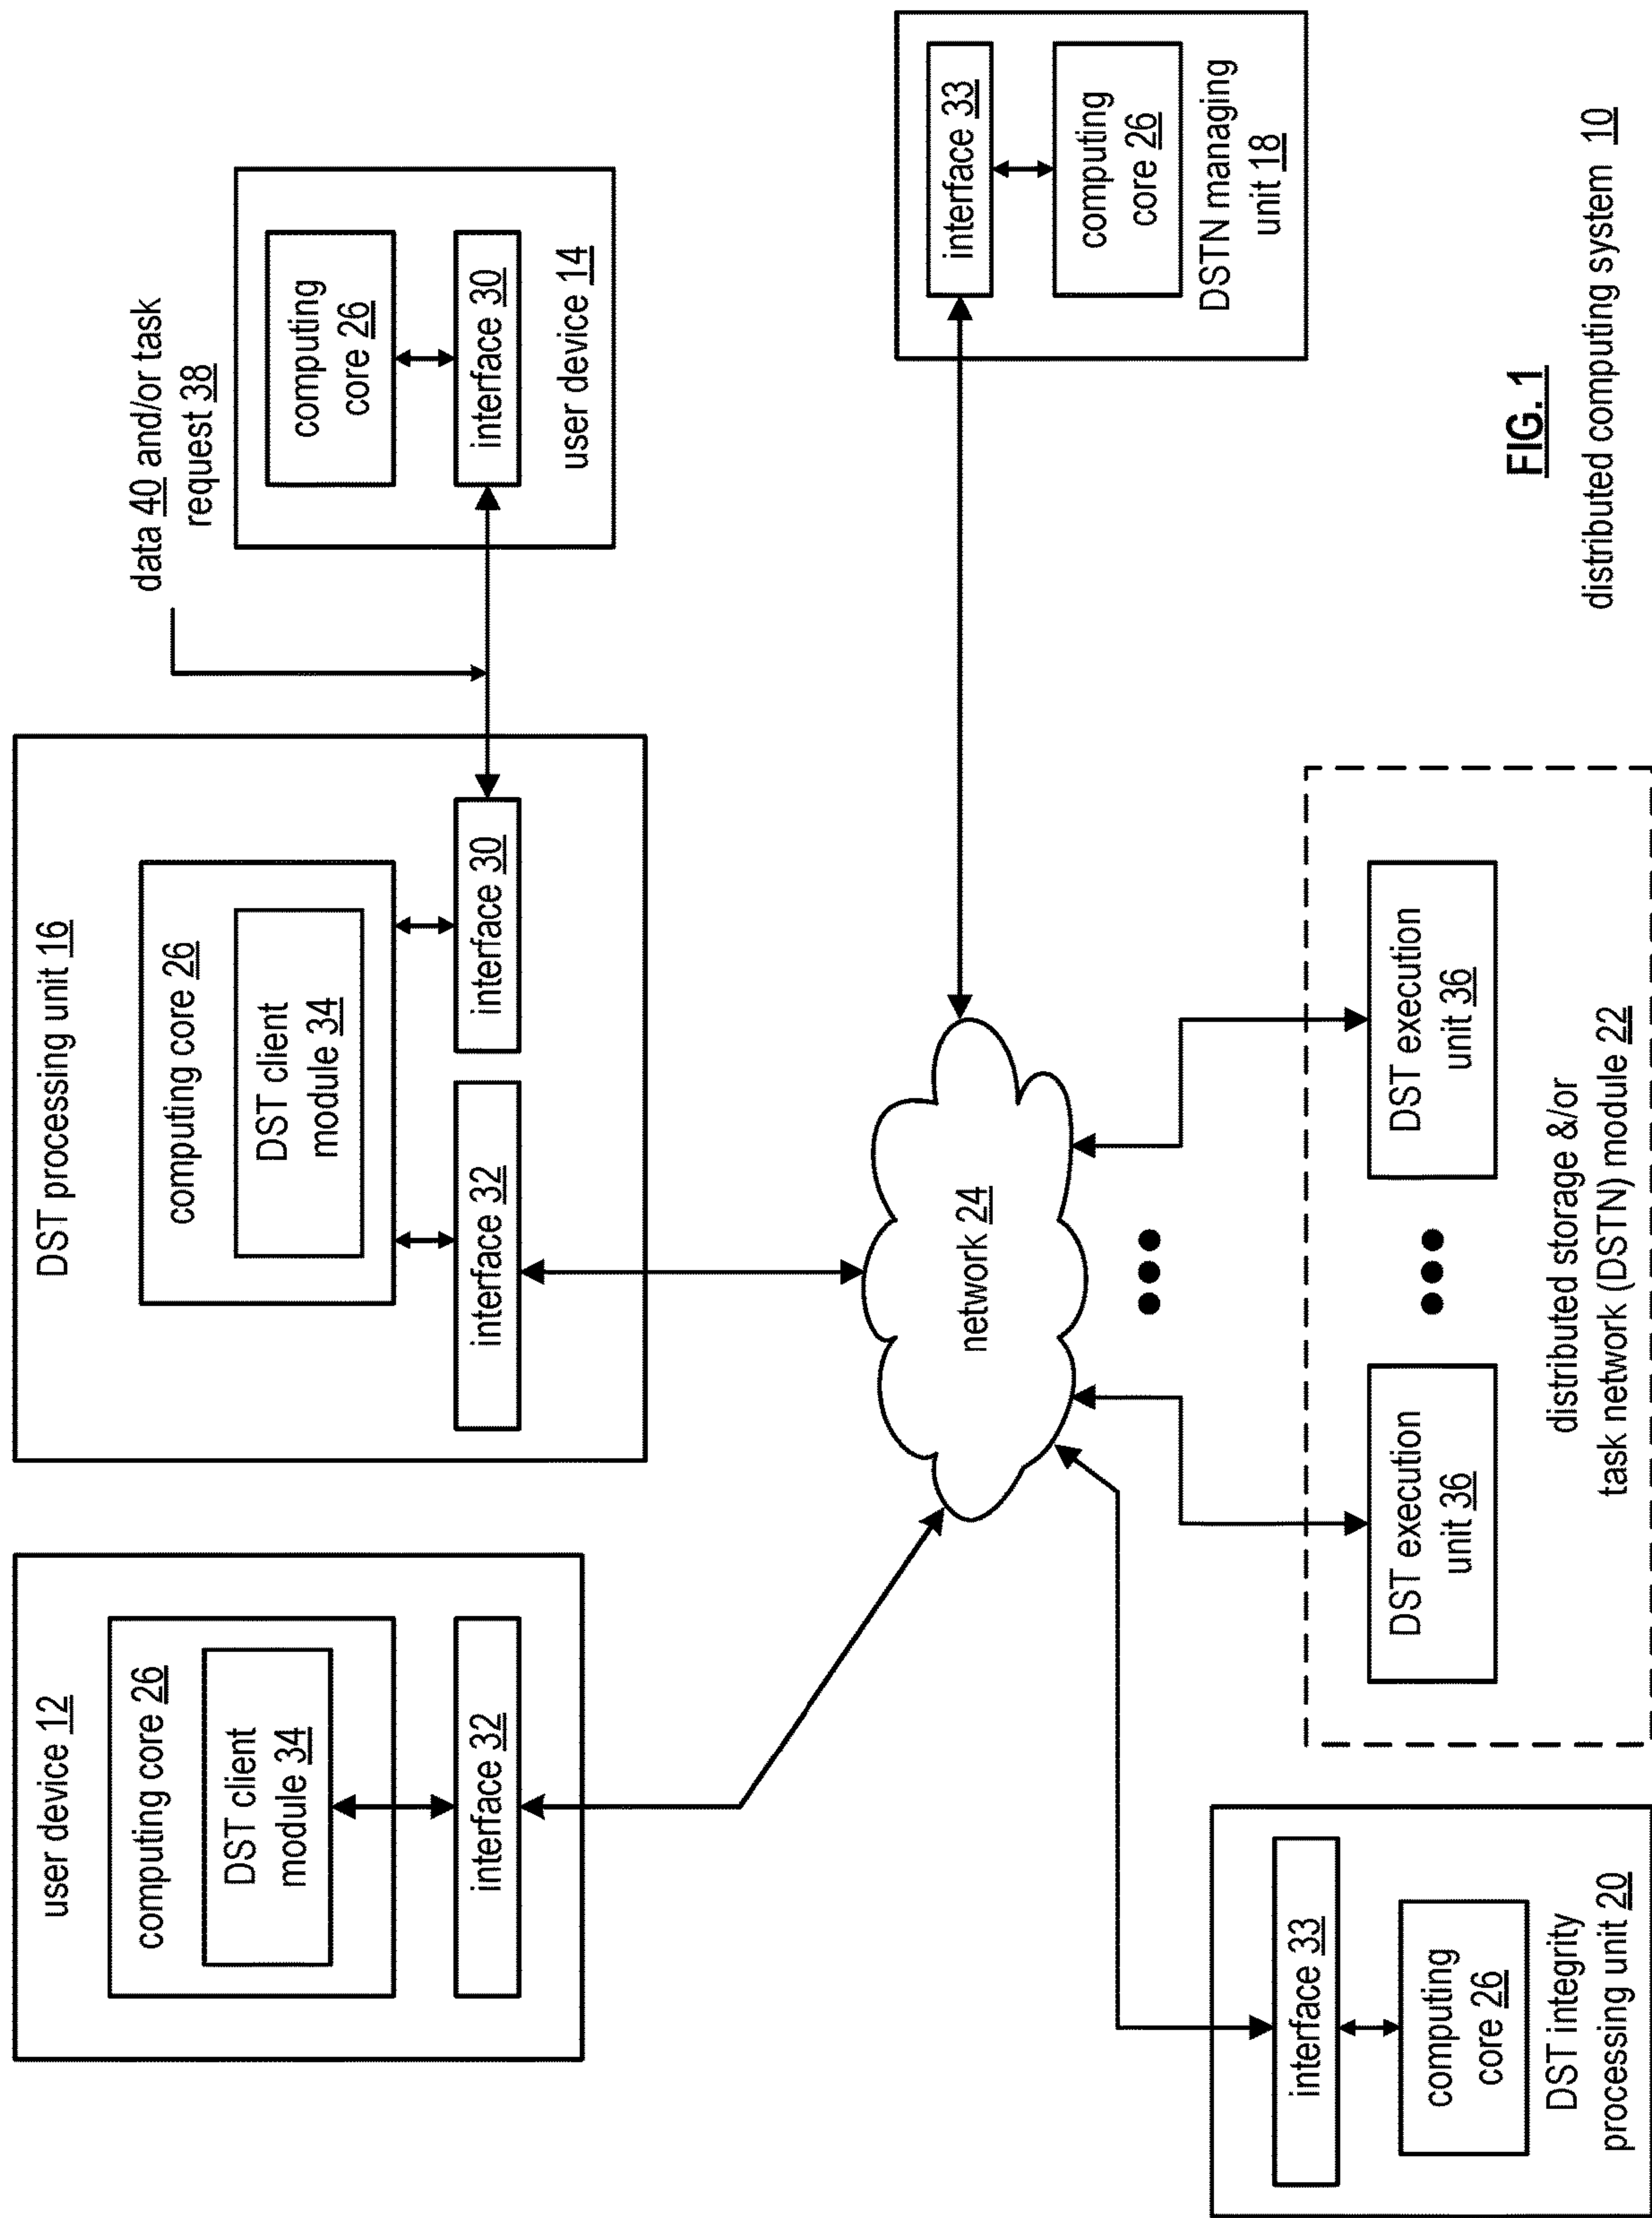 user device 12
computing core 26
DST client
module 34
interface 32
DST processing unit 16
computing core 26
DST client
module 34
interface 32
interface 30
data 40 and/or task
request 38
computing
core 26
interface 30
user device 14
network 24
interface 33
computing
core 26
DSTN managing
unit 18
interface 33
computing
core 26
DST integrity
processing unit 20
DST execution
unit 36
DST execution
unit 36
distributed storage &/or
task network (DSTN) module 22
FIG. 1
distributed computing system 10